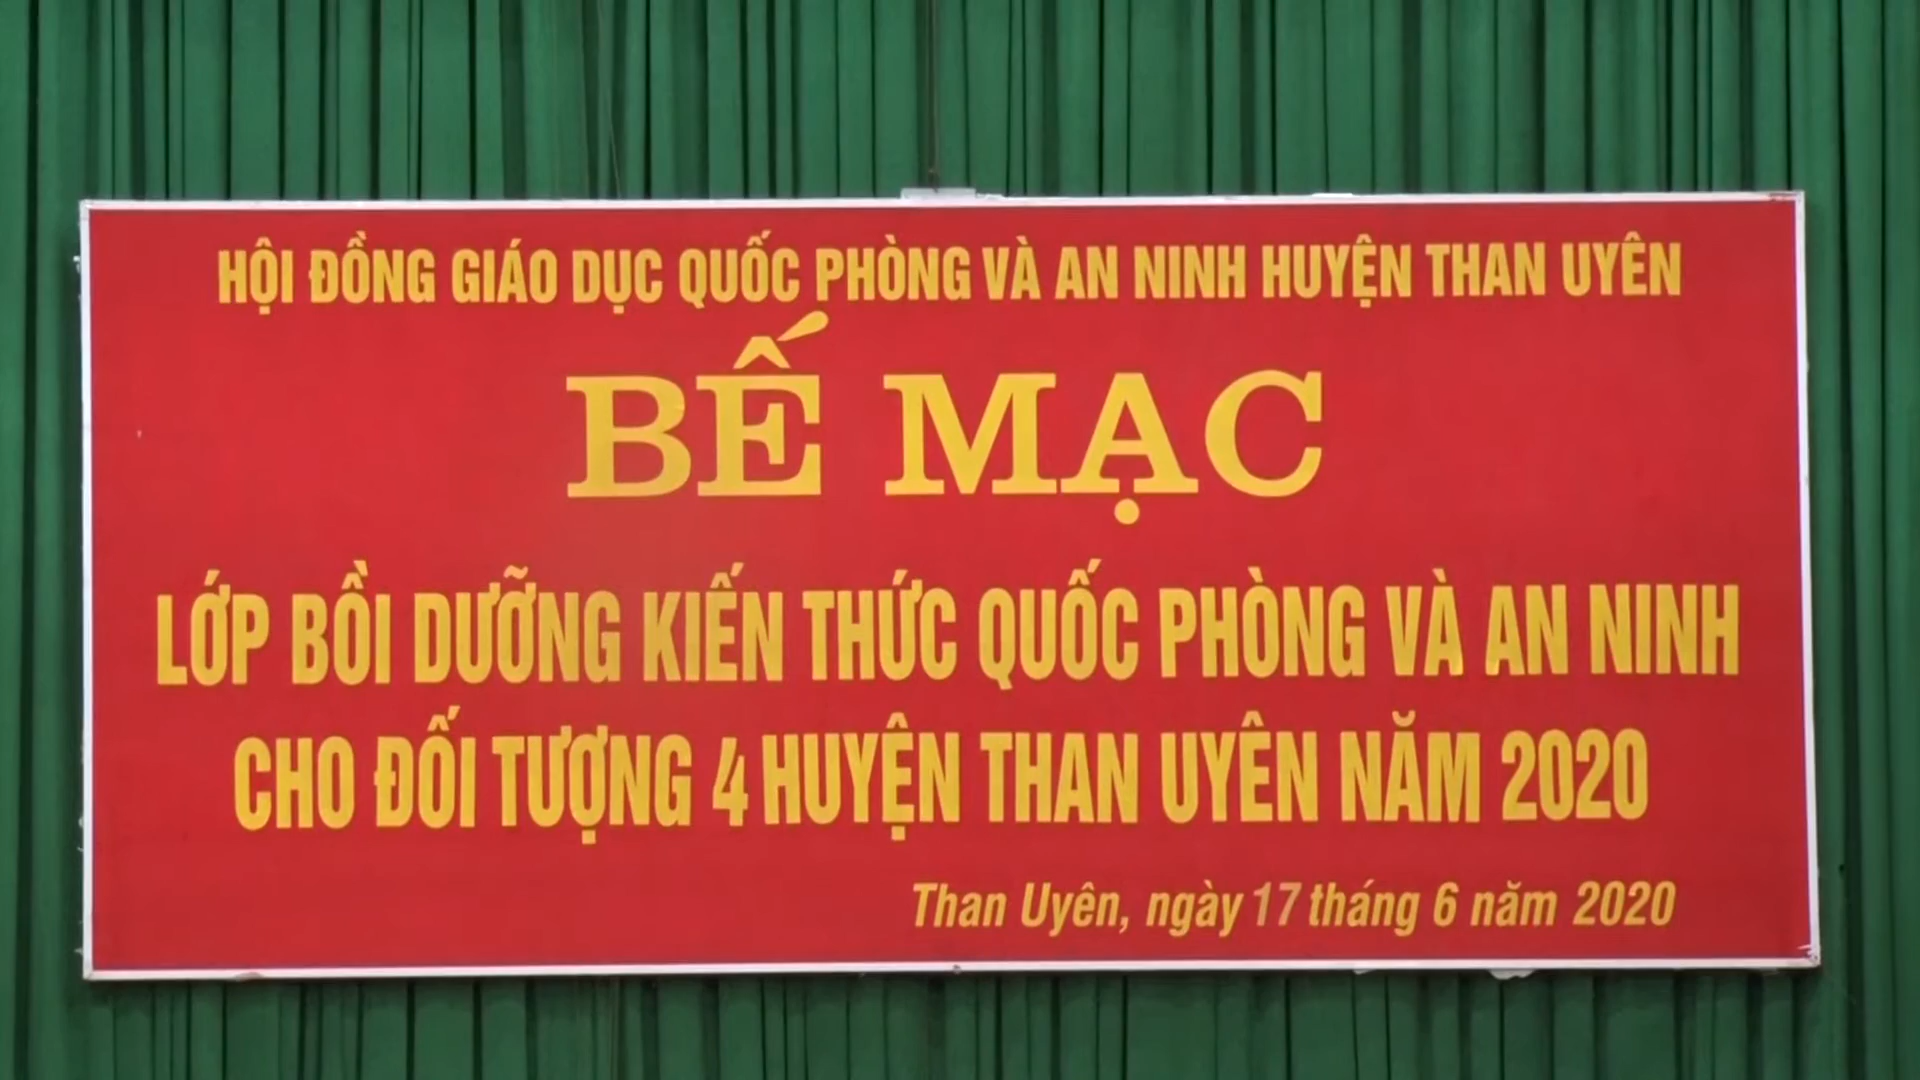 HỘI ĐỒNG GIÁO DỤC QUỐC PHÒNG VÀ AN NINH HUYỆN THAN UYÊN
BẾ MẠC
LỚP BỒI DƯỠNG KIẾN THỨC QUỐC PHÒNG VÀ AN NINH
CHO ĐỐI TƯỢNG 4 HUYỆN THAN UYÊN NĂM 2020
Than Uyên, ngày 17 tháng 6 năm 2020